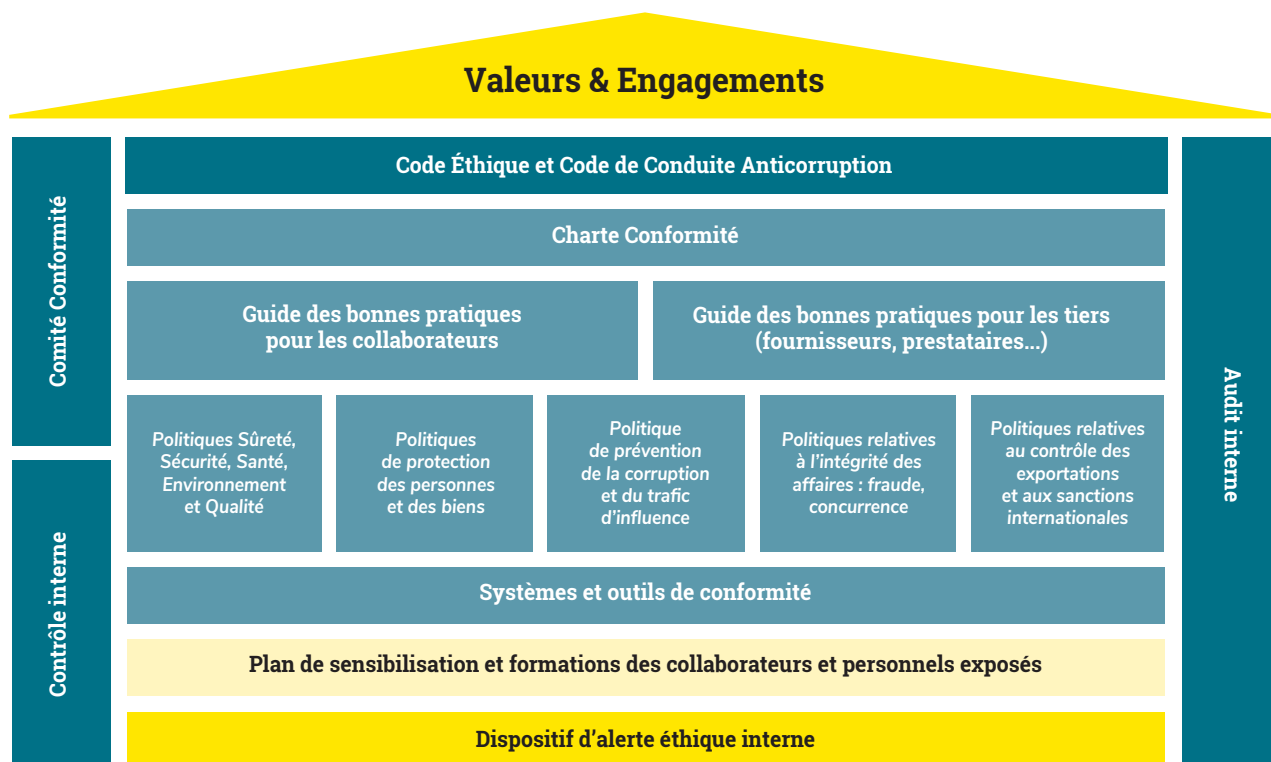 Valeurs & Engagements
Comité Conformité
Contrôle interne
Code Éthique et Code de Conduite Anticorruption
Charte Conformité
Guide des bonnes pratiques
pour les collaborateurs
Guide des bonnes pratiques pour les tiers
(fournisseurs, prestataires...)
Politiques Sûreté,
Sécurité, Santé,
Environnement
et Qualité
Politiques
de protection
des personnes
et des biens
Politique
de prévention
de la corruption
et du trafic
d’influence
Politiques relatives
à l’intégrité des
affaires : fraude,
concurrence
Politiques relatives
au contrôle des
exportations
et aux sanctions
internationales
Systèmes et outils de conformité
Plan de sensibilisation et formations des collaborateurs et personnels exposés
Dispositif d’alerte éthique interne
Audit interne